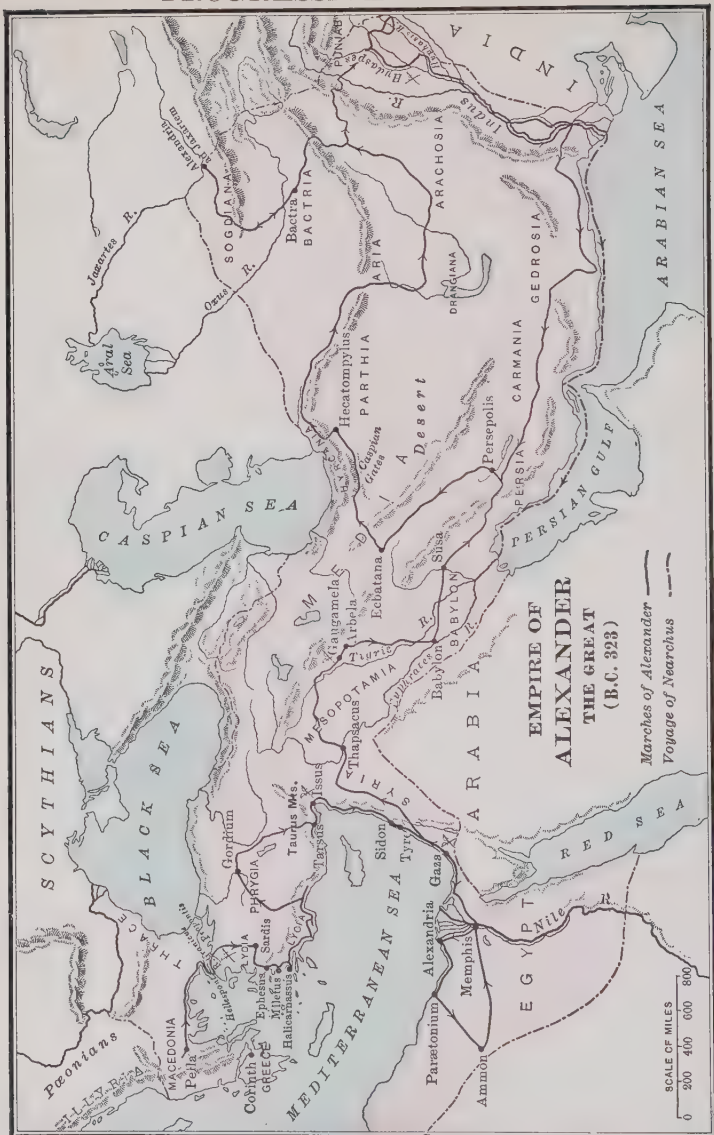 SCYTHIANS
Pæonians
ILLYRIA
THRACE
BLACK SEA
CASPIAN SEA
Aral
Sea
Jaxartes R.
Oxus R.
Alexandria
ad Jaxartem
SOGDIANA
Bactra
BACTRIA
PUNJAB
Hydaspes
R.
Indus
INDIA
MACEDONIA
Pella
Hellespont
Corinth
GREECE
LYDIA
Sardis
Ephesus
Miletus
Halicarnassus
Gordium
PHRYGIA
Taurus Mts.
Tarsus
Issus
MEDITERRANEAN SEA
Sidon
Tyre
Gaza
SYRIA
Thapsacus
MESOPOTAMIA
Gaugamela
Arbela
Tigris
R.
Euphrates
R.
Babylon
BABYLON
Susa
Ecbatana
MEDIA
HYRCANIA
Caspian
Gates
Hecatompylus
PARTHIA
ARIA
DRANGIANA
ARACHOSIA
Desert
Persepolis
PERSIA
CARMANIA
GEDROSIA
PERSIAN GULF
ARABIAN SEA
ARABIA
RED SEA
Alexandria
Parætonium
Memphis
Ammon
EGYPT
Nile R.
EMPIRE OF
ALEXANDER
THE GREAT
(B.C. 323)
Marches of Alexander
Voyage of Nearchus
SCALE OF MILES
0 200 400 600 800